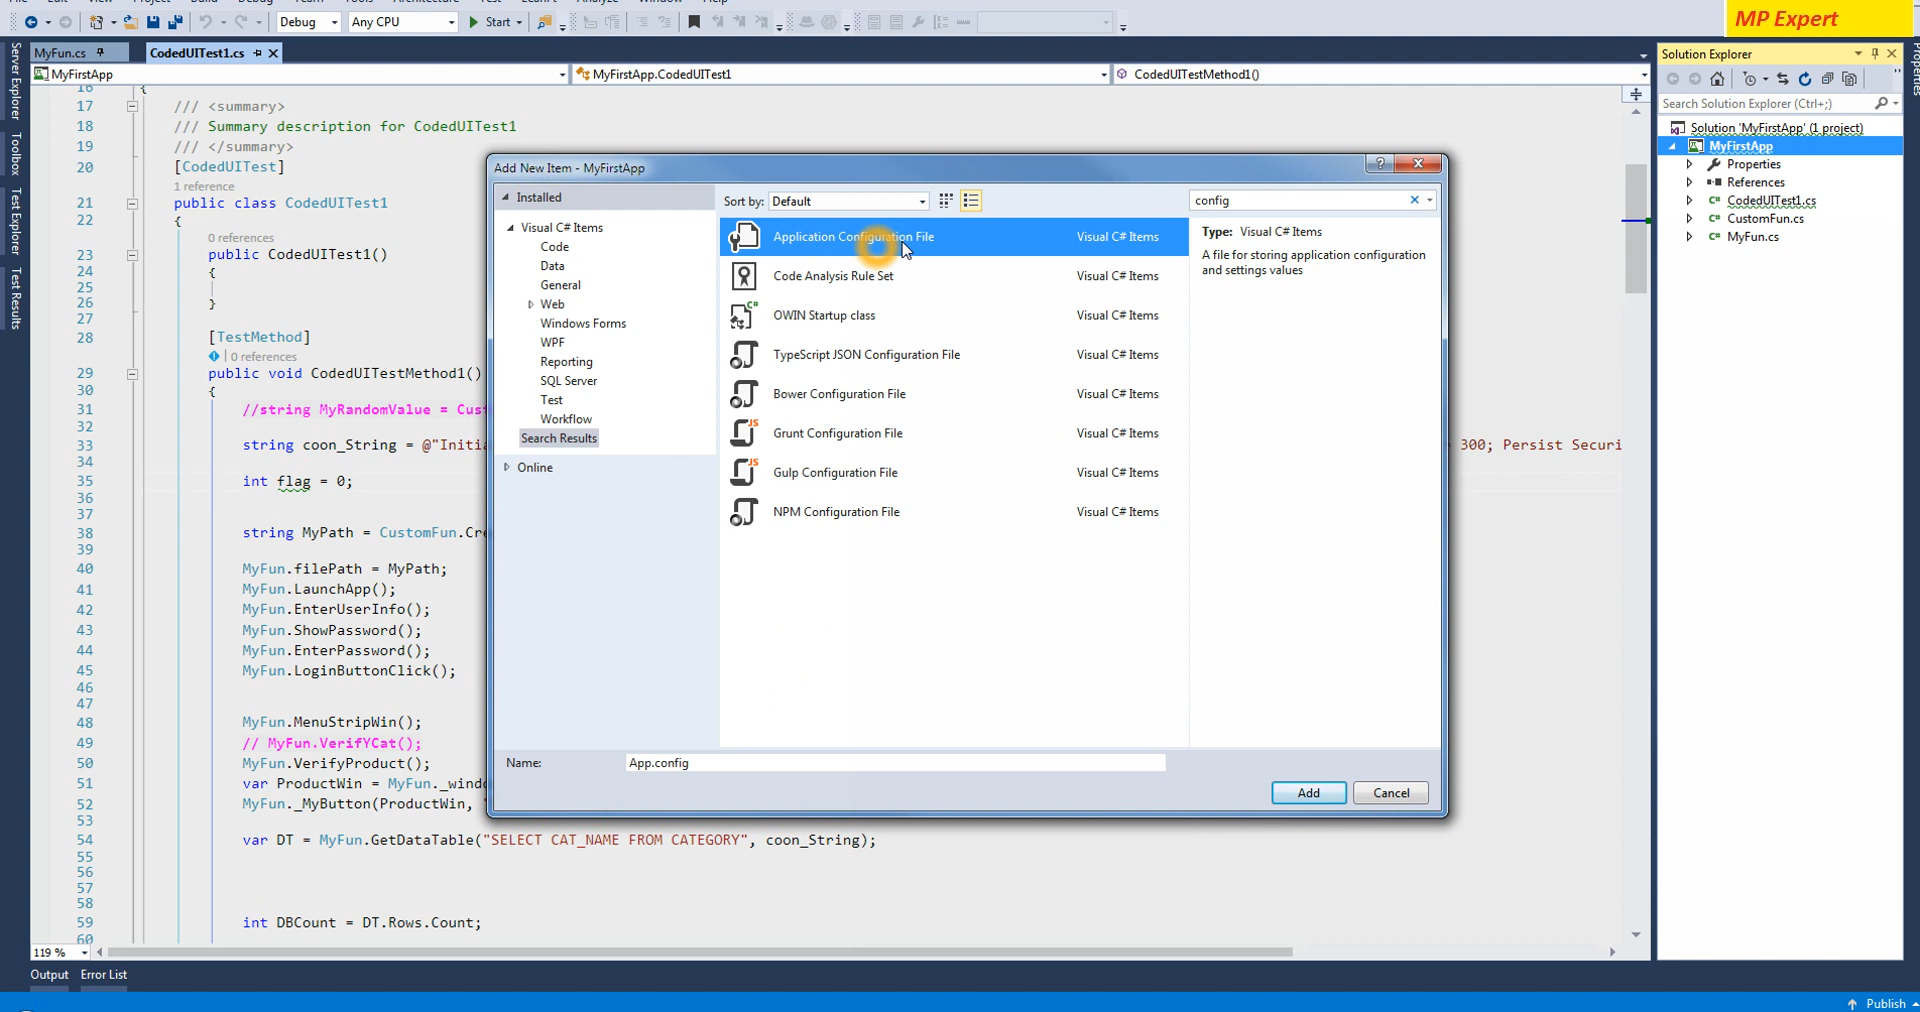 Debug
Any CPU
Start
MP Expert
MyFun.cs
CodedUITest1.cs
Solution Explorer
MyFirstApp
MyFirstApp.CodedUITest1
CodedUITestMethod1()
Search Solution Explorer (Ctrl+;)
Solution 'MyFirstApp' (1 project)
MyFirstApp
Properties
References
CodedUITest1.cs
CustomFun.cs
MyFun.cs
Server Explorer
Toolbox
Test Explorer
Test Results
16 {
17 /// <summary>
18 /// Summary description for CodedUITest1
19 /// </summary>
20 [CodedUITest]
1 reference
21 public class CodedUITest1
22 {
0 references
23 public CodedUITest1()
24 {
25
26 }
27
28 [TestMethod]
0 references
29 public void CodedUITestMethod1()
30 {
31 //string MyRandomValue = Cust
32
33 string coon_String = @"Initia
= 300; Persist Securi
34
35 int flag = 0;
36
37
38 string MyPath = CustomFun.Cre
39
40 MyFun.filePath = MyPath;
41 MyFun.LaunchApp();
42 MyFun.EnterUserInfo();
43 MyFun.ShowPassword();
44 MyFun.EnterPassword();
45 MyFun.LoginButtonClick();
46
47
48 MyFun.MenuStripWin();
49 // MyFun.VerifYCat();
50 MyFun.VerifyProduct();
51 var ProductWin = MyFun._windo
52 MyFun._MyButton(ProductWin, "
53
54 var DT = MyFun.GetDataTable("SELECT CAT_NAME FROM CATEGORY", coon_String);
55
56
57
58
59 int DBCount = DT.Rows.Count;
60
119 %
Add New Item - MyFirstApp
Installed
Visual C# Items
Code
Data
General
Web
Windows Forms
WPF
Reporting
SQL Server
Test
Workflow
Search Results
Online
Sort by: Default
config
Application Configuration File Visual C# Items
Code Analysis Rule Set Visual C# Items
OWIN Startup class Visual C# Items
TypeScript JSON Configuration File Visual C# Items
Bower Configuration File Visual C# Items
Grunt Configuration File Visual C# Items
Gulp Configuration File Visual C# Items
NPM Configuration File Visual C# Items
Type: Visual C# Items
A file for storing application configuration
and settings values
Name: App.config
Add
Cancel
Output
Error List
Publish